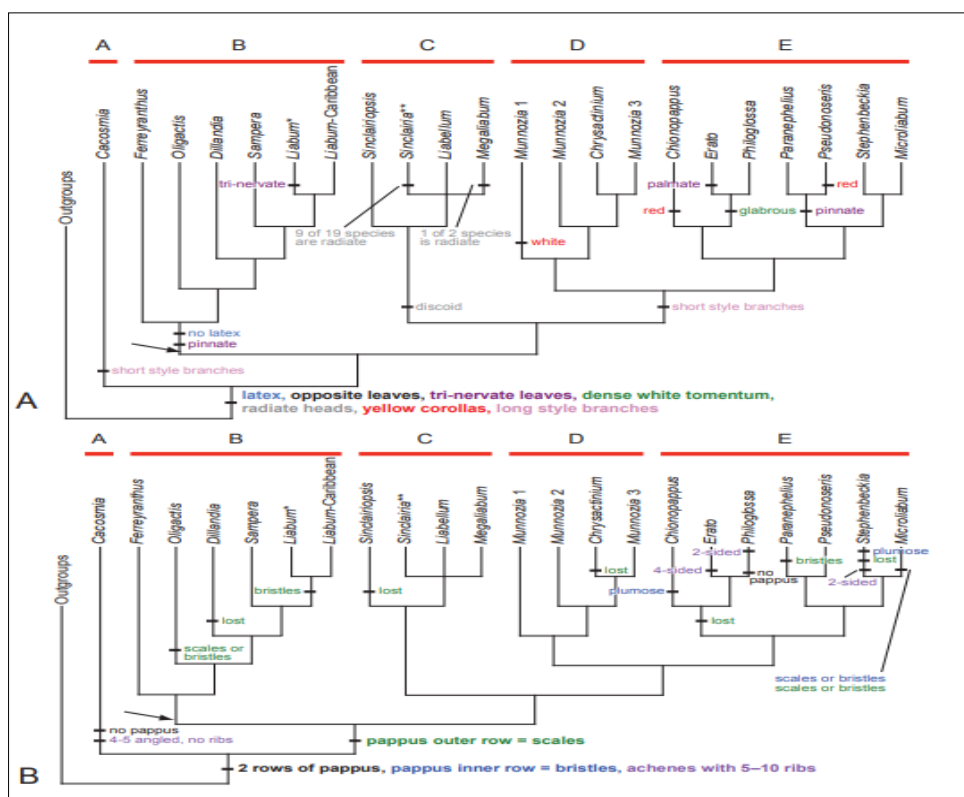 A B C D E
Outgroups
Cacosmia
Ferreyranthus
Oligactis
Dillandia
Sampera
Liabum*
Liabum-Caribbean
Sinclairiopsis
Sinclairia**
Liabellum
Megaliabum
Munnozia 1
Munnozia 2
Chrysactinium
Munnozia 3
Chionopappus
Erato
Philoglossa
Paranephelius
Pseudonoseris
Stephenbeckia
Microliabum
tri-nervate
palmate
red
red
glabrous
pinnate
9 of 19 species
are radiate
1 of 2 species
is radiate
white
discoid
short style branches
no latex
pinnate
short style branches
A
latex, opposite leaves, tri-nervate leaves, dense white tomentum,
radiate heads, yellow corollas, long style branches
A B C D E
Outgroups
Cacosmia
Ferreyranthus
Oligactis
Dillandia
Sampera
Liabum*
Liabum-Caribbean
Sinclairiopsis
Sinclairia**
Liabellum
Megaliabum
Munnozia 1
Munnozia 2
Chrysactinium
Munnozia 3
Chionopappus
Erato
Philoglossa
Paranephelius
Pseudonoseris
Stephenbeckia
Microliabum
2-sided
plumose
bristles
lost
lost
4-sided
no
pappus
2-sided
bristles
lost
plumose
lost
lost
scales or
bristles
scales or bristles
scales or bristles
no pappus
4-5 angled, no ribs
pappus outer row = scales
B
2 rows of pappus, pappus inner row = bristles, achenes with 5–10 ribs